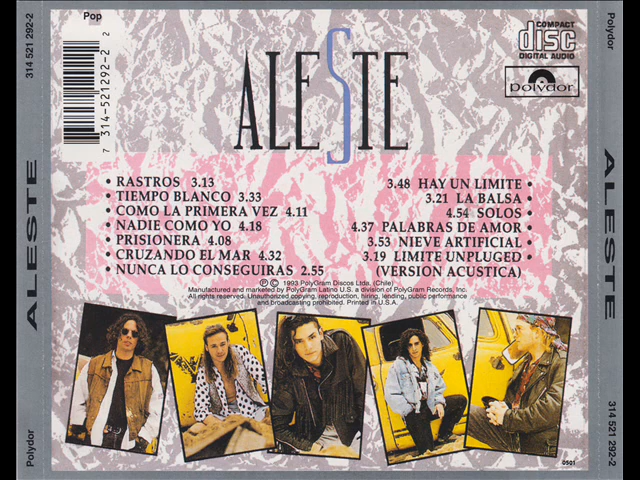 314 521 292-2
Polydor
Pop
7 314-521292-2 2
ALESTE
COMPACT
disc
DIGITAL AUDIO
polydor
• RASTROS 3.13
• TIEMPO BLANCO 3.33
• COMO LA PRIMERA VEZ 4.11
• NADIE COMO YO 4.18
• PRISIONERA 4.08
• CRUZANDO EL MAR 4.32
• NUNCA LO CONSEGUIRAS 2.55
3.48 HAY UN LIMITE •
3.21 LA BALSA •
4.54 SOLOS •
4.37 PALABRAS DE AMOR •
3.53 NIEVE ARTIFICIAL •
3.19 LIMITE UNPLUGED •
(VERSION ACUSTICA)
Ⓟ © 1993 PolyGram Discos Ltda. (Chile)
Manufactured and marketed by PolyGram Latino U.S. a division of PolyGram Records, Inc.
All rights reserved. Unauthorized copying, reproduction, hiring, lending, public performance
and broadcasting prohibited. Printed in U.S.A.
0501
ALESTE
Polydor
ALESTE
314 521 292-2